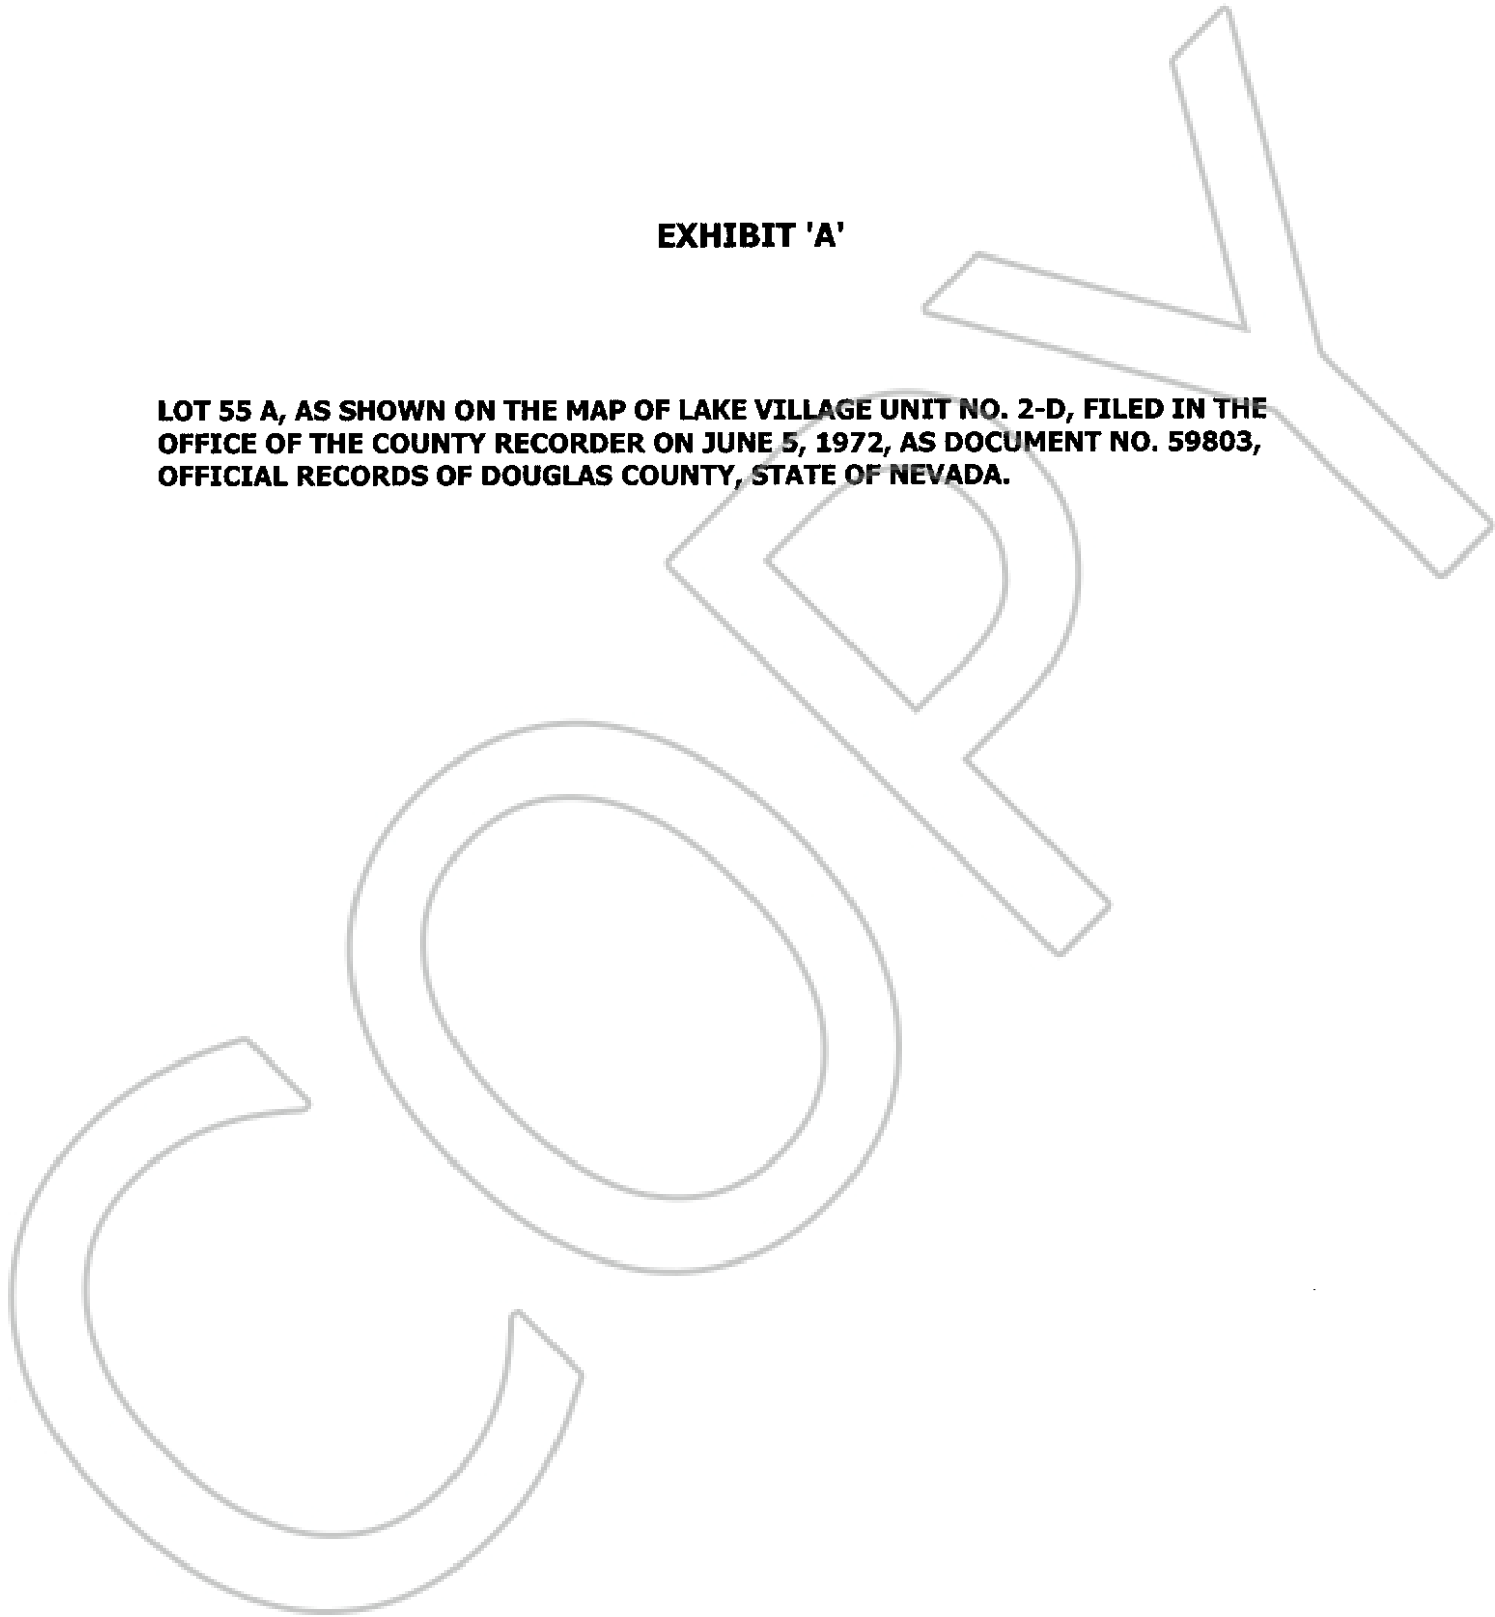 EXHIBIT 'A'
LOT 55 A, AS SHOWN ON THE MAP OF LAKE VILLAGE UNIT NO. 2-D, FILED IN THE
OFFICE OF THE COUNTY RECORDER ON JUNE 5, 1972, AS DOCUMENT NO. 59803,
OFFICIAL RECORDS OF DOUGLAS COUNTY, STATE OF NEVADA.
COPY